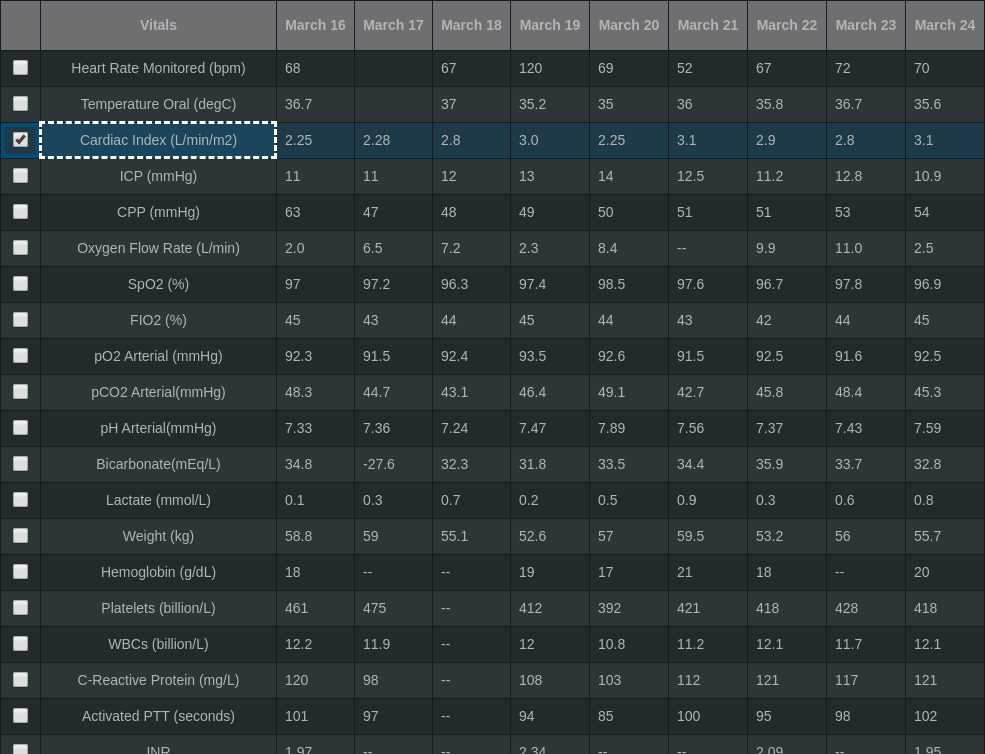 Vitals March 16 March 17 March 18 March 19 March 20 March 21 March 22 March 23 March 24
Heart Rate Monitored (bpm) 68 67 120 69 52 67 72 70
Temperature Oral (degC) 36.7 37 35.2 35 36 35.8 36.7 35.6
Cardiac Index (L/min/m2) 2.25 2.28 2.8 3.0 2.25 3.1 2.9 2.8 3.1
ICP (mmHg) 11 11 12 13 14 12.5 11.2 12.8 10.9
CPP (mmHg) 63 47 48 49 50 51 51 53 54
Oxygen Flow Rate (L/min) 2.0 6.5 7.2 2.3 8.4 -- 9.9 11.0 2.5
SpO2 (%) 97 97.2 96.3 97.4 98.5 97.6 96.7 97.8 96.9
FIO2 (%) 45 43 44 45 44 43 42 44 45
pO2 Arterial (mmHg) 92.3 91.5 92.4 93.5 92.6 91.5 92.5 91.6 92.5
pCO2 Arterial(mmHg) 48.3 44.7 43.1 46.4 49.1 42.7 45.8 48.4 45.3
pH Arterial(mmHg) 7.33 7.36 7.24 7.47 7.89 7.56 7.37 7.43 7.59
Bicarbonate(mEq/L) 34.8 -27.6 32.3 31.8 33.5 34.4 35.9 33.7 32.8
Lactate (mmol/L) 0.1 0.3 0.7 0.2 0.5 0.9 0.3 0.6 0.8
Weight (kg) 58.8 59 55.1 52.6 57 59.5 53.2 56 55.7
Hemoglobin (g/dL) 18 -- -- 19 17 21 18 -- 20
Platelets (billion/L) 461 475 -- 412 392 421 418 428 418
WBCs (billion/L) 12.2 11.9 -- 12 10.8 11.2 12.1 11.7 12.1
C-Reactive Protein (mg/L) 120 98 -- 108 103 112 121 117 121
Activated PTT (seconds) 101 97 -- 94 85 100 95 98 102
INR 1.97 -- -- 2.34 -- -- 2.09 -- 1.95